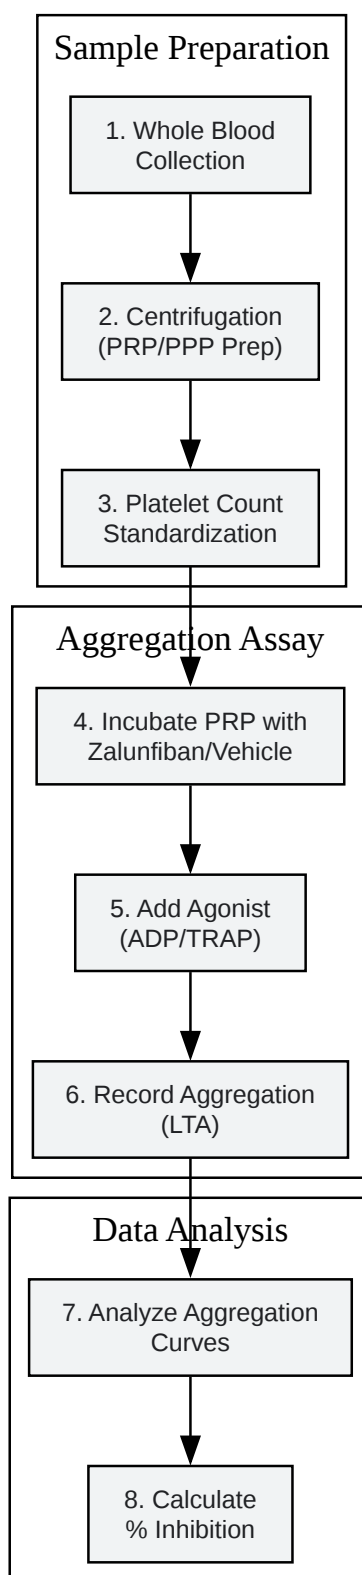 Sample Preparation
1. Whole Blood
Collection
2. Centrifugation
(PRP/PPP Prep)
3. Platelet Count
Standardization
Aggregation Assay
4. Incubate PRP with
Zalunfiban/Vehicle
5. Add Agonist
(ADP/TRAP)
6. Record Aggregation
(LTA)
Data Analysis
7. Analyze Aggregation
Curves
8. Calculate
% Inhibition